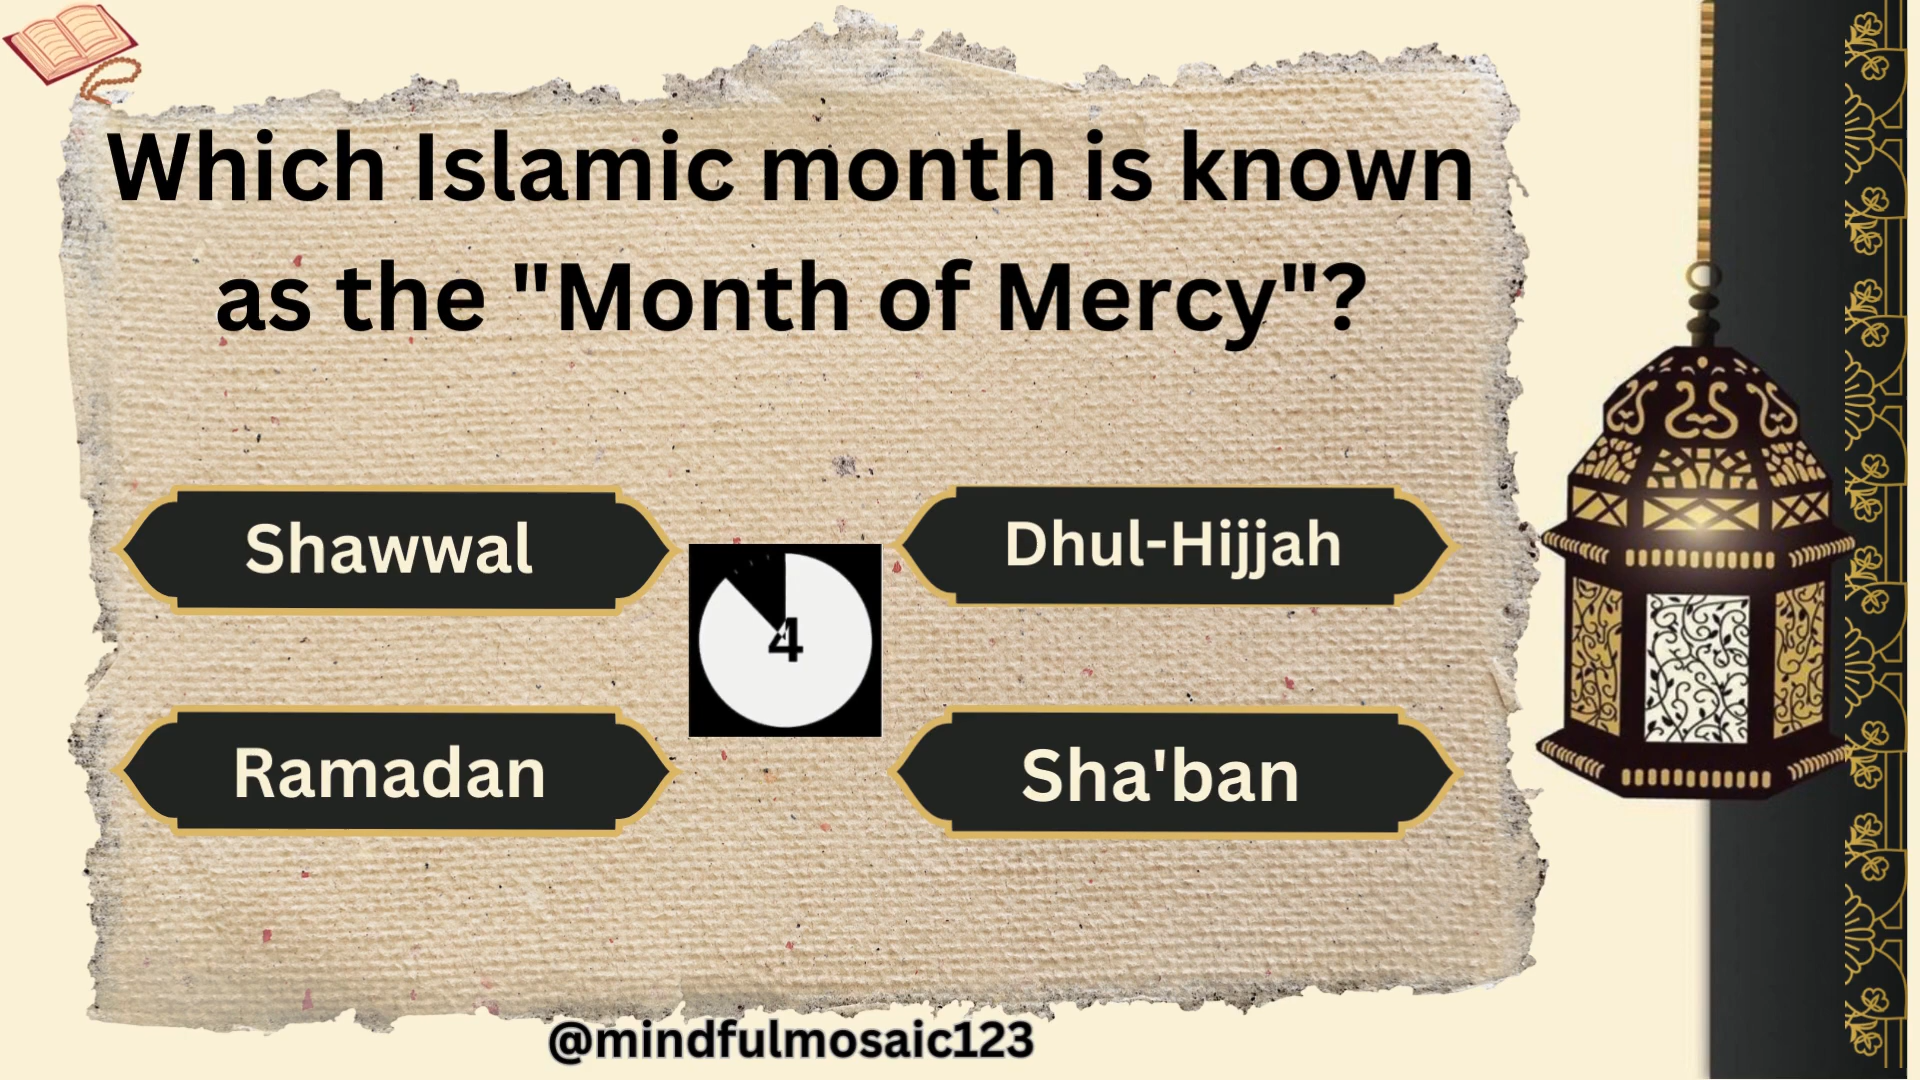 Which Islamic month is known
as the "Month of Mercy"?
Shawwal
Dhul-Hijjah
4
Ramadan
Sha'ban
@mindfulmosaic123